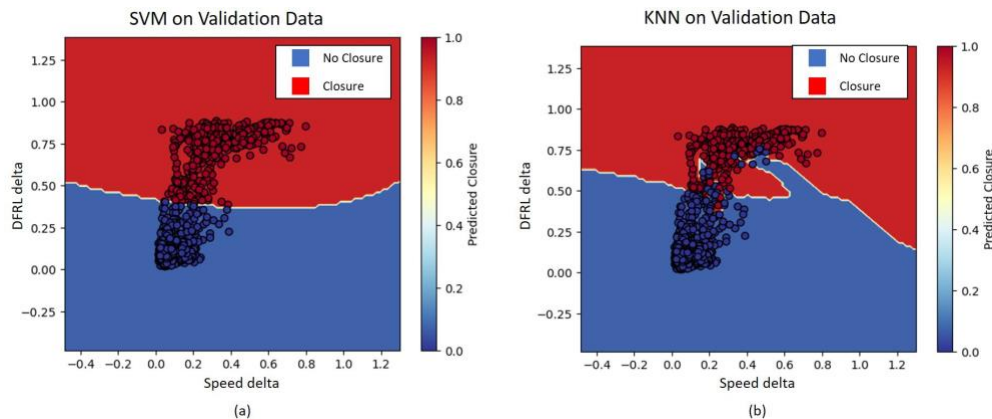 SVM on Validation Data
No Closure
Closure
1.25
1.00
0.75
0.50
0.25
0.00
−0.25
DFRL delta
−0.4 −0.2 0.0 0.2 0.4 0.6 0.8 1.0 1.2
Speed delta
1.0
0.8
0.6
0.4
0.2
0.0
Predicted Closure
(a)
KNN on Validation Data
No Closure
Closure
1.25
1.00
0.75
0.50
0.25
0.00
−0.25
DFRL delta
−0.4 −0.2 0.0 0.2 0.4 0.6 0.8 1.0 1.2
Speed delta
1.0
0.8
0.6
0.4
0.2
0.0
Predicted Closure
(b)